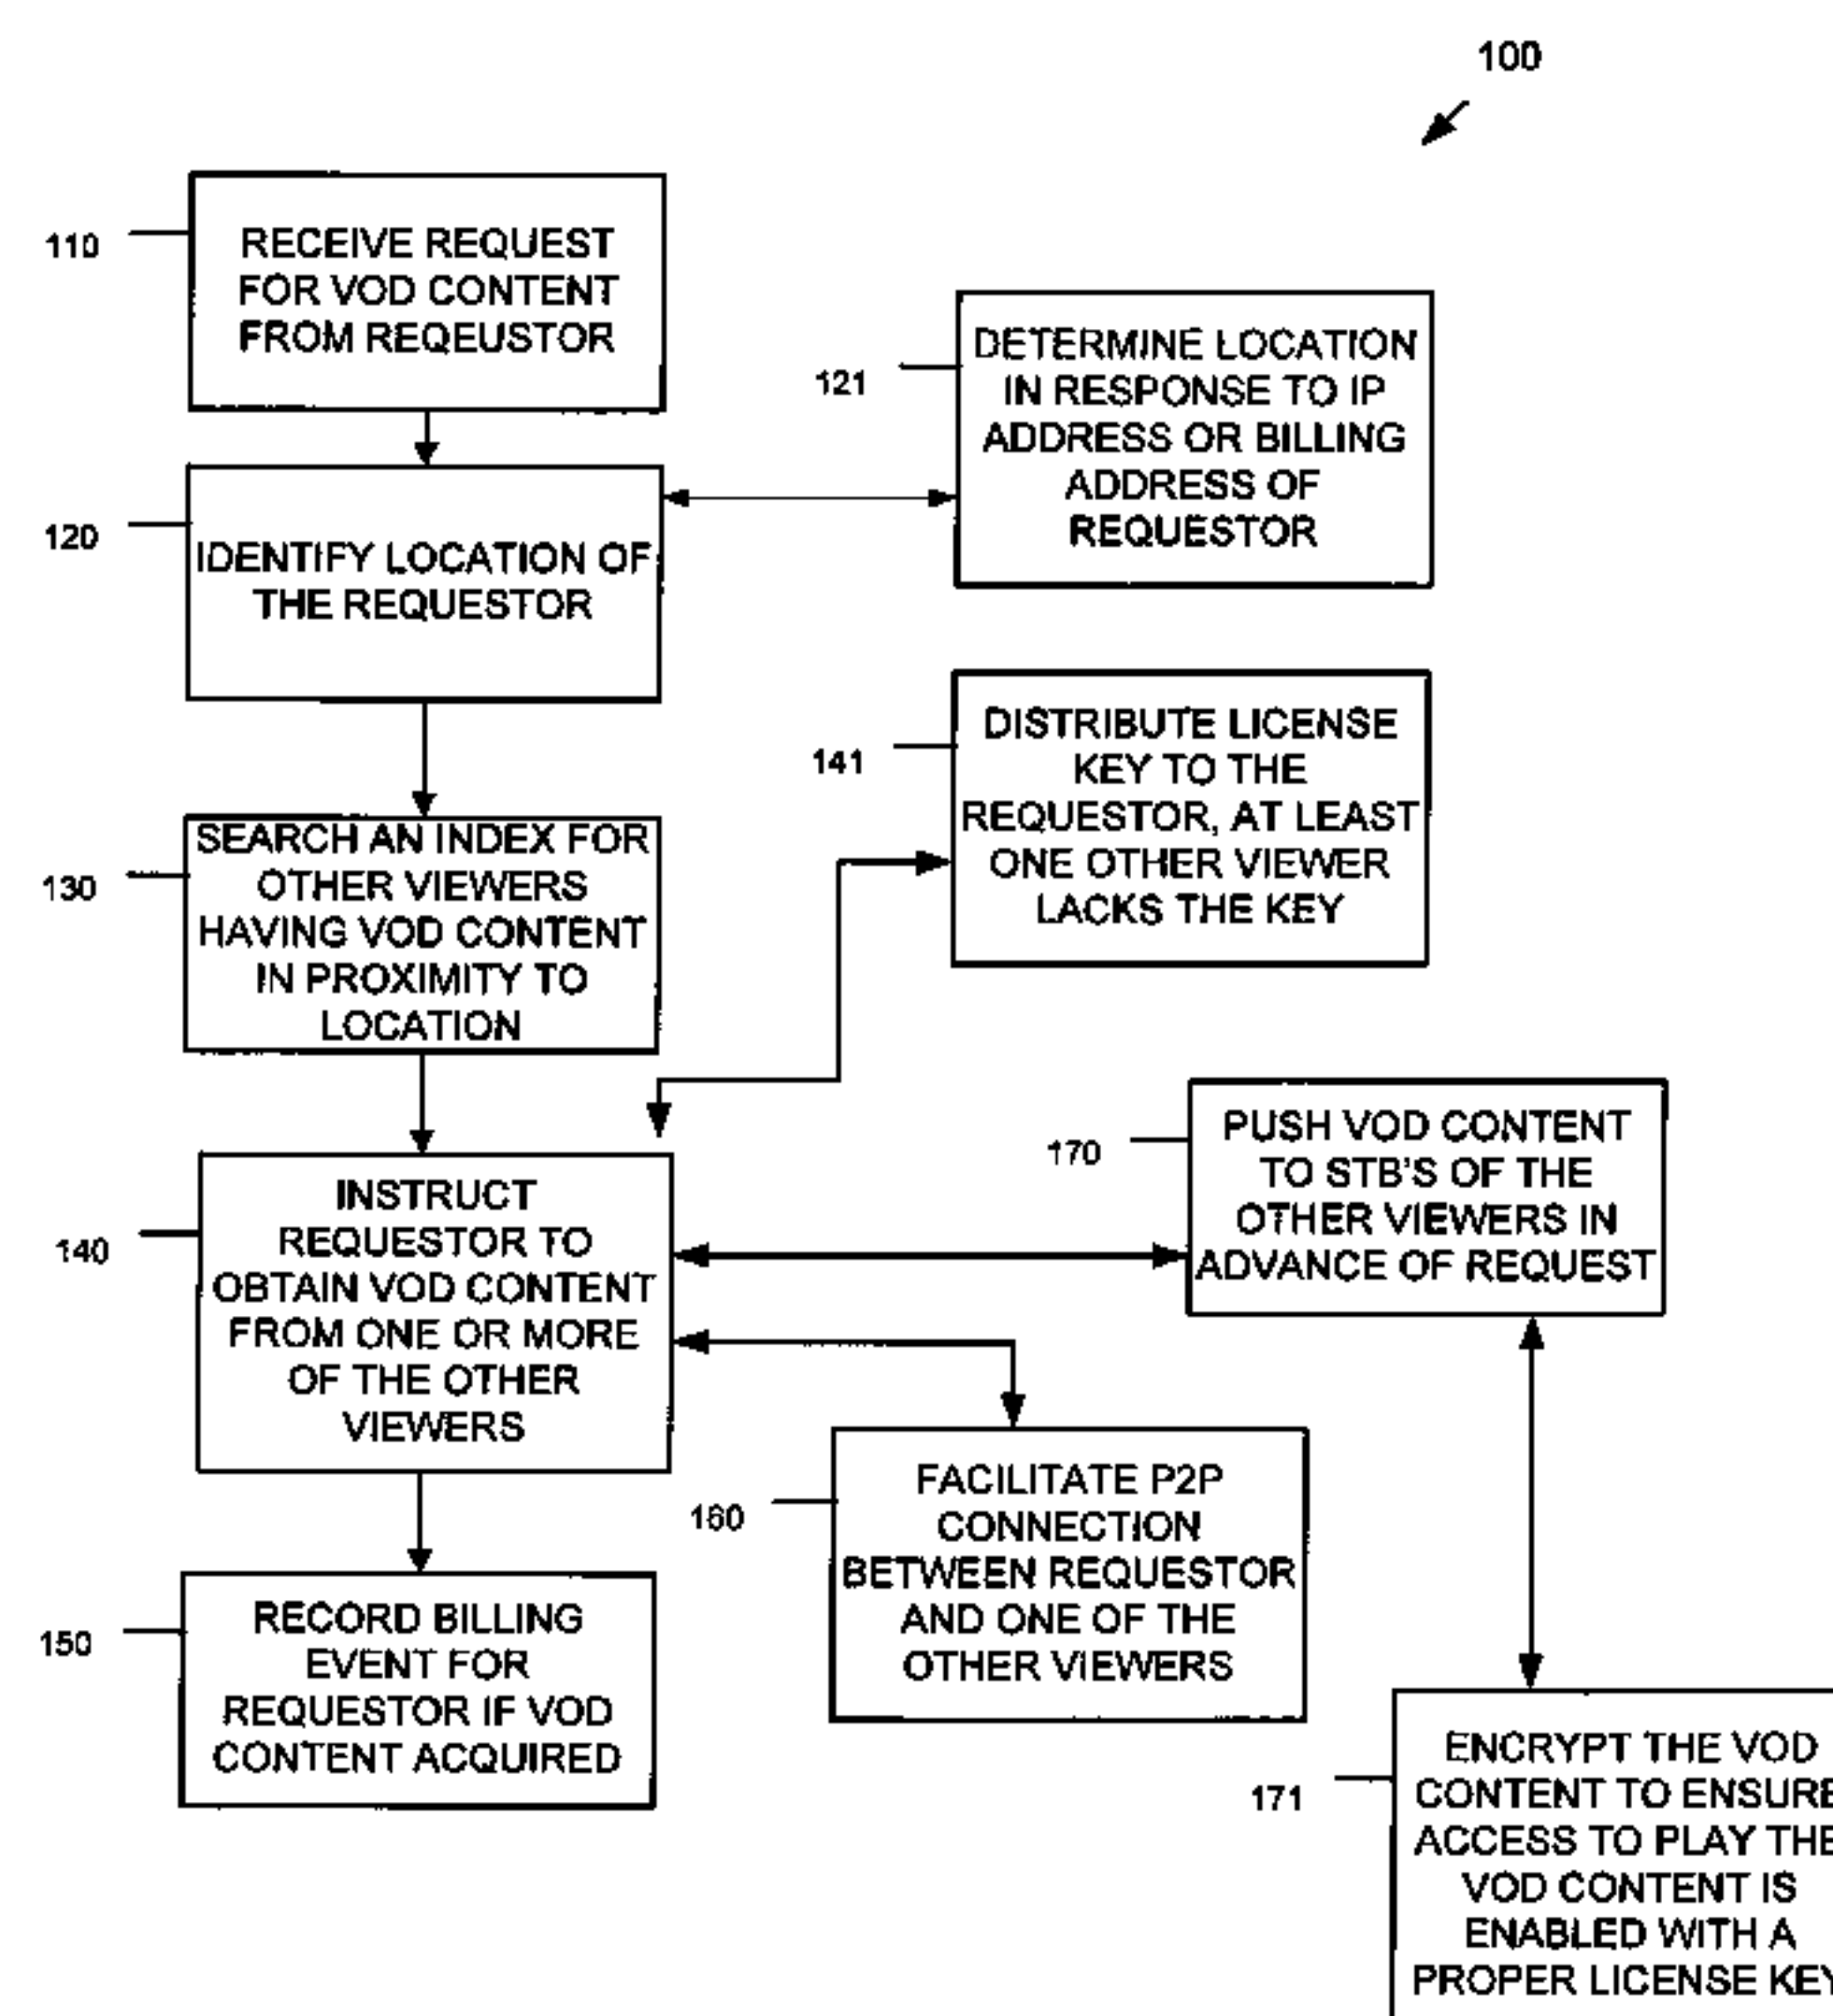 100
110
RECEIVE REQUEST
FOR VOD CONTENT
FROM REQEUSTOR
121
DETERMINE LOCATION
IN RESPONSE TO IP
ADDRESS OR BILLING
ADDRESS OF
REQUESTOR
120
IDENTIFY LOCATION OF
THE REQUESTOR
141
DISTRIBUTE LICENSE
KEY TO THE
REQUESTOR, AT LEAST
ONE OTHER VIEWER
LACKS THE KEY
130
SEARCH AN INDEX FOR
OTHER VIEWERS
HAVING VOD CONTENT
IN PROXIMITY TO
LOCATION
170
PUSH VOD CONTENT
TO STB'S OF THE
OTHER VIEWERS IN
ADVANCE OF REQUEST
140
INSTRUCT
REQUESTOR TO
OBTAIN VOD CONTENT
FROM ONE OR MORE
OF THE OTHER
VIEWERS
160
FACILITATE P2P
CONNECTION
BETWEEN REQUESTOR
AND ONE OF THE
OTHER VIEWERS
150
RECORD BILLING
EVENT FOR
REQUESTOR IF VOD
CONTENT ACQUIRED
171
ENCRYPT THE VOD
CONTENT TO ENSURE
ACCESS TO PLAY THE
VOD CONTENT IS
ENABLED WITH A
PROPER LICENSE KEY